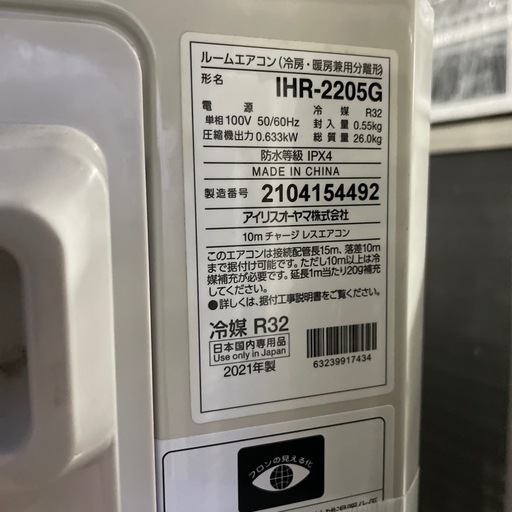 ルームエアコン(冷房・暖房兼用分離形)
形名 IHR-2205G
電源 冷媒 R32
単相100V 50/60Hz 封入量 0.55kg
圧縮機出力 0.633kW 総質量 26.0kg
防水等級 IPX4
MADE IN CHINA
製造番号 2104154492
アイリスオーヤマ株式会社
10mチャージレスエアコン
このエアコンは接続配管長15m、落差10m
まで据付け可能です。ただし10m以上は冷
媒補充が必要です。延長1m当たり20g補充
してください。
●詳しくは、据付工事説明書をご覧ください。
冷媒 R32
日本国内専用品
Use only in Japan
2021年製
63239917434
フロンの見える化